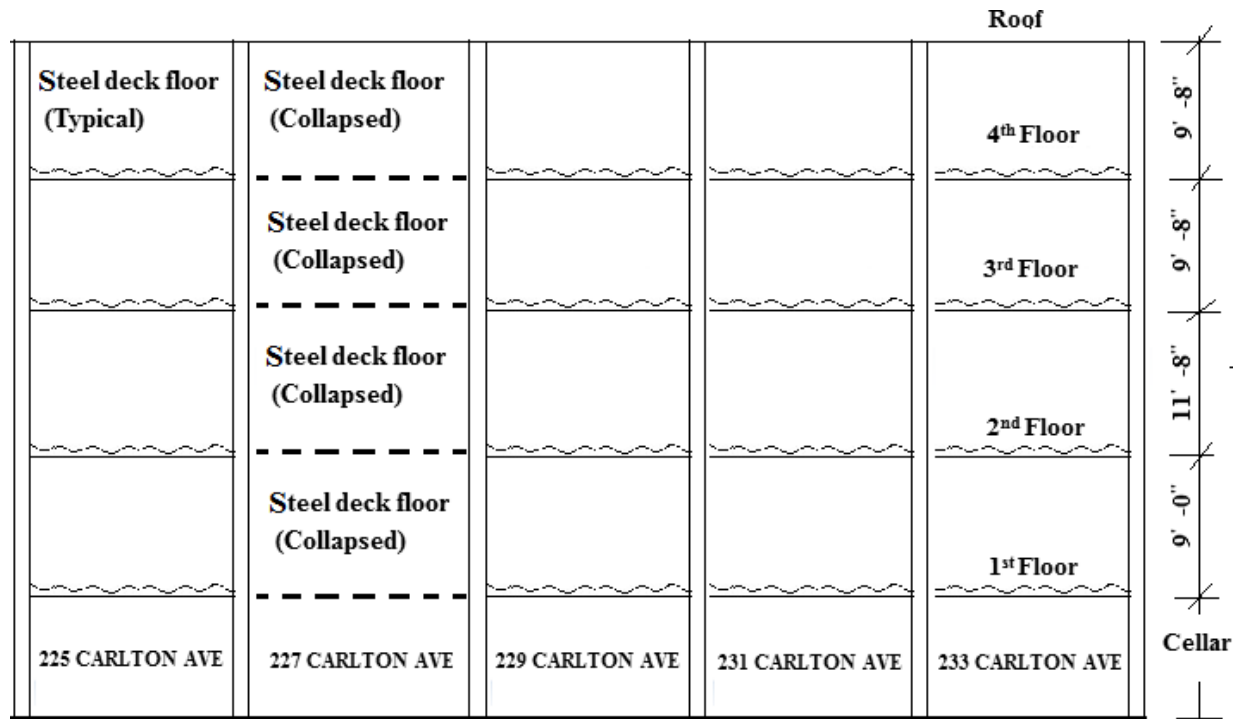 Roof
Steel deck floor
(Typical)
Steel deck floor
(Collapsed)
4th Floor
9' -8"
Steel deck floor
(Collapsed)
3rd Floor
9' -8"
Steel deck floor
(Collapsed)
2nd Floor
11' -8"
Steel deck floor
(Collapsed)
1st Floor
9' -0"
225 CARLTON AVE
227 CARLTON AVE
229 CARLTON AVE
231 CARLTON AVE
233 CARLTON AVE
Cellar